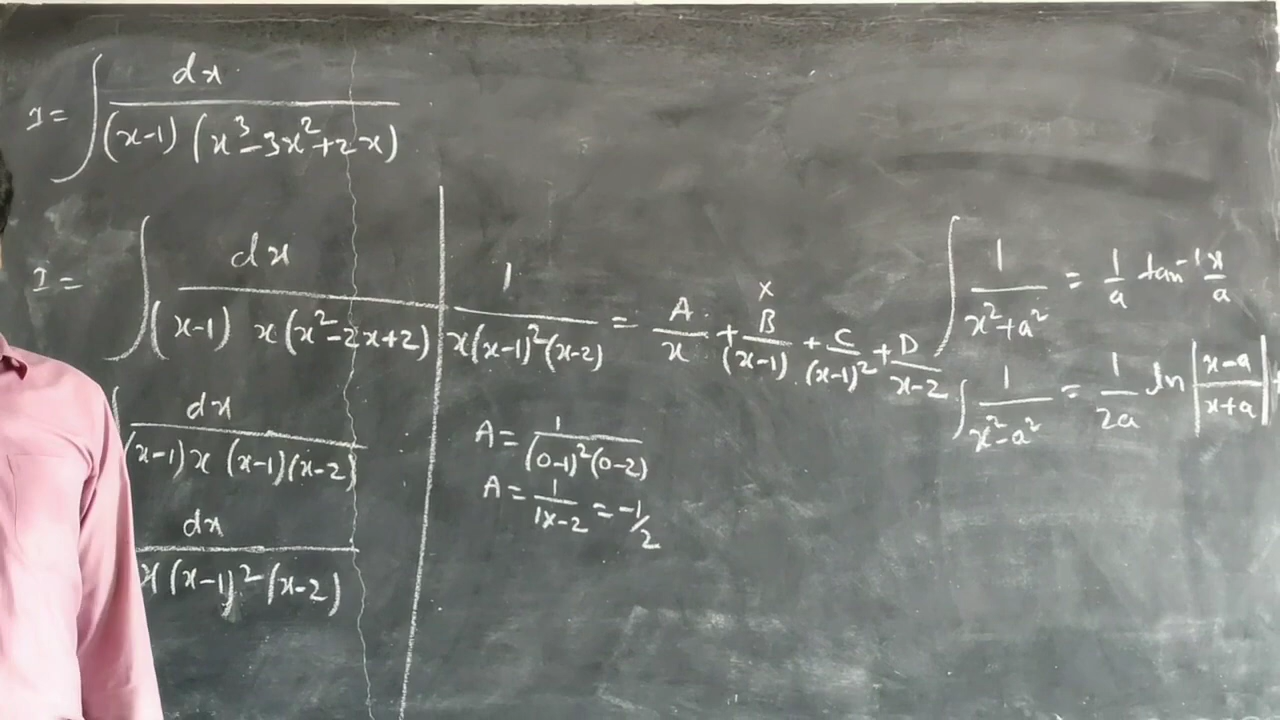 I = ∫ dx / (x-1) (x³-3x²+2x)
I = ∫ dx / (x-1) x(x²-2x+2)
∫ dx / (x-1)x (x-1)(x-2)
dx / x(x-1)²(x-2)
1 / x(x-1)²(x-2) = A/x + B/(x-1) + C/(x-1)² + D/x-2
x
A = 1 / (0-1)²(0-2)
A = 1 / 1x-2 = -1/2
∫ 1 / x²+a² = 1/a tan⁻¹ x/a
∫ 1 / x²-a² = 1/2a ln |x-a / x+a| +